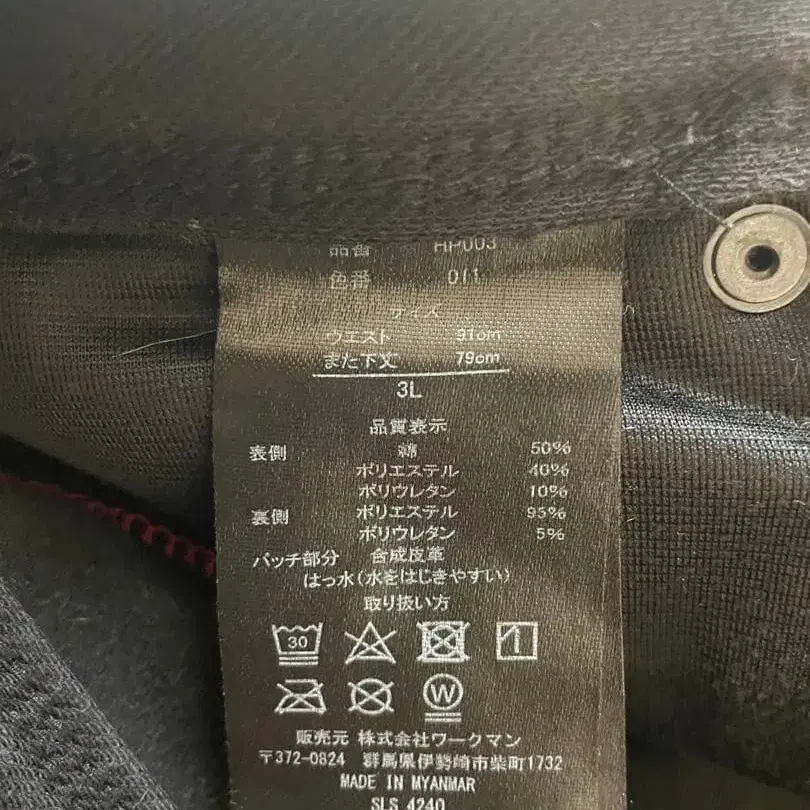 品番 HP003
色番 011
サイズ
ウエスト 91cm
また下丈 79cm
3L
品質表示
表側 綿 50%
ポリエステル 40%
ポリウレタン 10%
裏側 ポリエステル 95%
ポリウレタン 5%
パッチ部分 合成皮革
はっ水(水をはじきやすい)
取り扱い方
30
W
販売元 株式会社ワークマン
〒372-0824 群馬県伊勢崎市柴町1732
MADE IN MYANMAR
SLS 4240